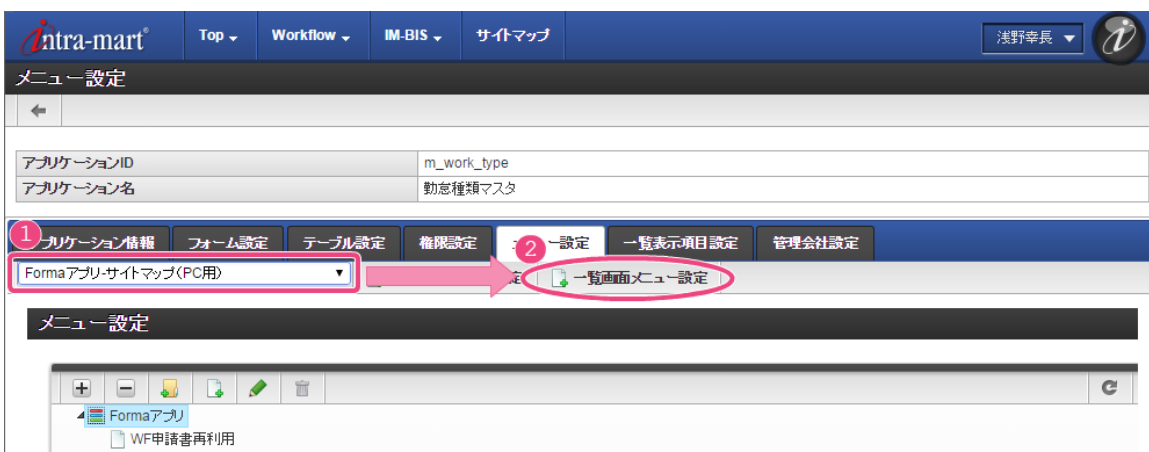 intra-mart® Top Workflow IM-BIS サイトマップ 浅野幸長
メニュー設定
アプリケーションID m_work_type
アプリケーション名 勤怠種類マスタ
1 プリケーション情報 フォーム設定 テーブル設定 権限設定 2 ー設定 一覧表示項目設定 管理会社設定
Formaアプリ-サイトマップ(PC用) 定 一覧画面メニュー設定
メニュー設定
Formaアプリ
WF申請書再利用